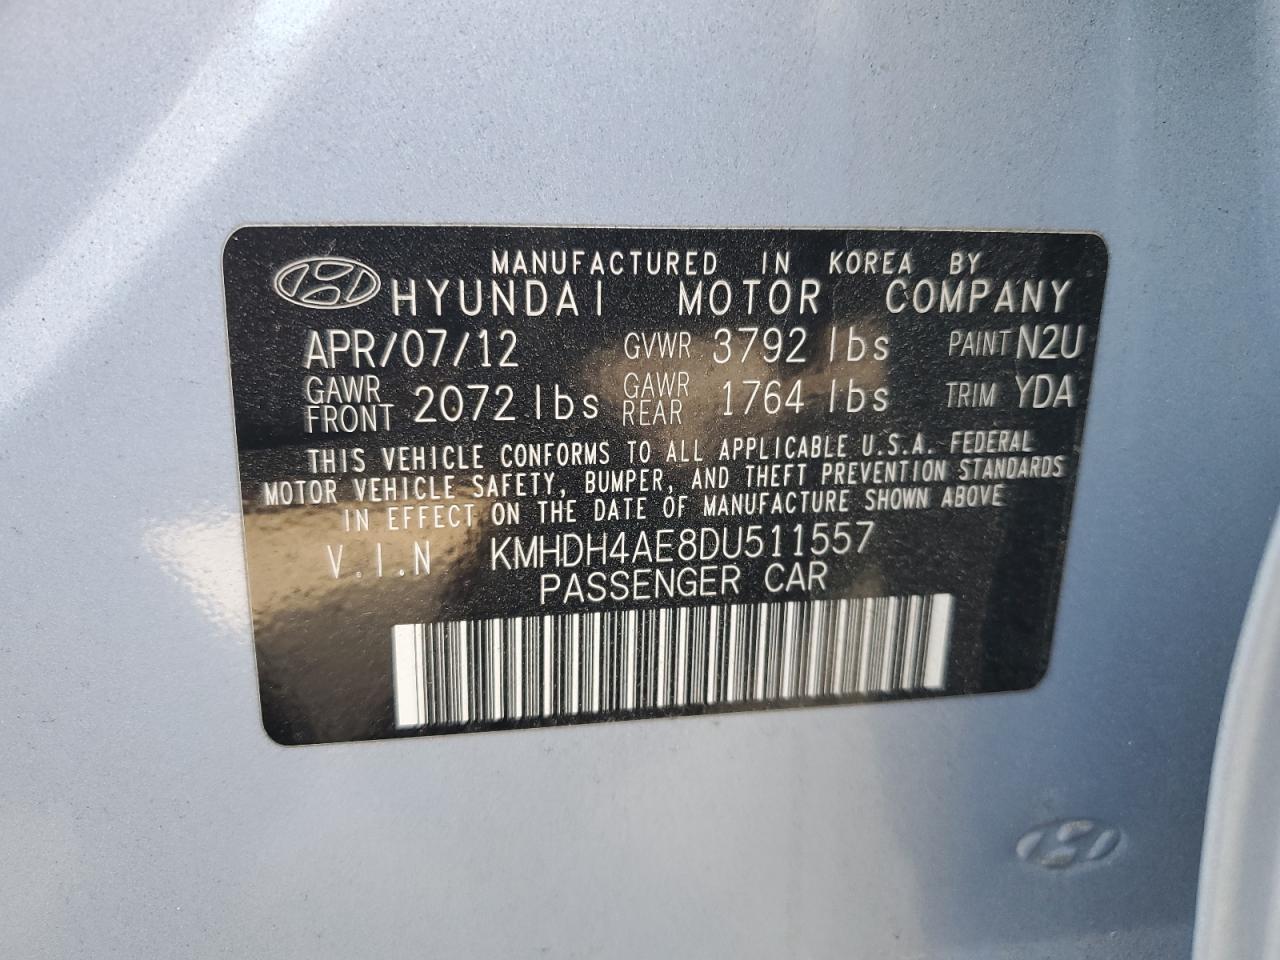 MANUFACTURED IN KOREA BY
HYUNDAI MOTOR COMPANY
APR/07/12 GVWR 3792 lbs PAINT N2U
GAWR FRONT 2072 lbs GAWR REAR 1764 lbs TRIM YDA
THIS VEHICLE CONFORMS TO ALL APPLICABLE U.S.A. FEDERAL
MOTOR VEHICLE SAFETY, BUMPER, AND THEFT PREVENTION STANDARDS
IN EFFECT ON THE DATE OF MANUFACTURE SHOWN ABOVE
V.I.N KMHDH4AE8DU511557
PASSENGER CAR